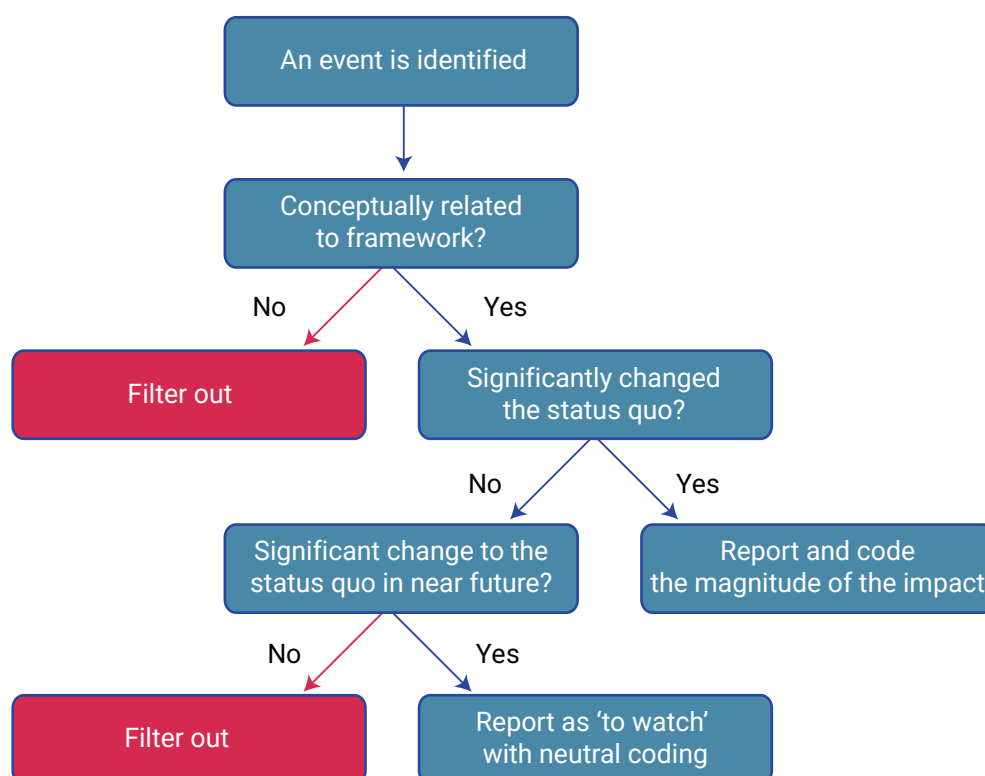 An event is identified
Conceptually related
to framework?
No
Yes
Filter out
Significantly changed
the status quo?
No
Yes
Significant change to the
status quo in near future?
Report and code
the magnitude of the impact
No
Yes
Filter out
Report as ‘to watch’
with neutral coding